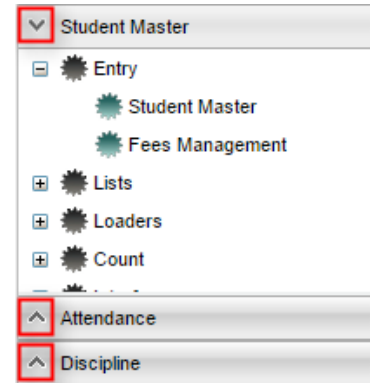 Student Master
Entry
Student Master
Fees Management
Lists
Loaders
Count
Attendance
Discipline